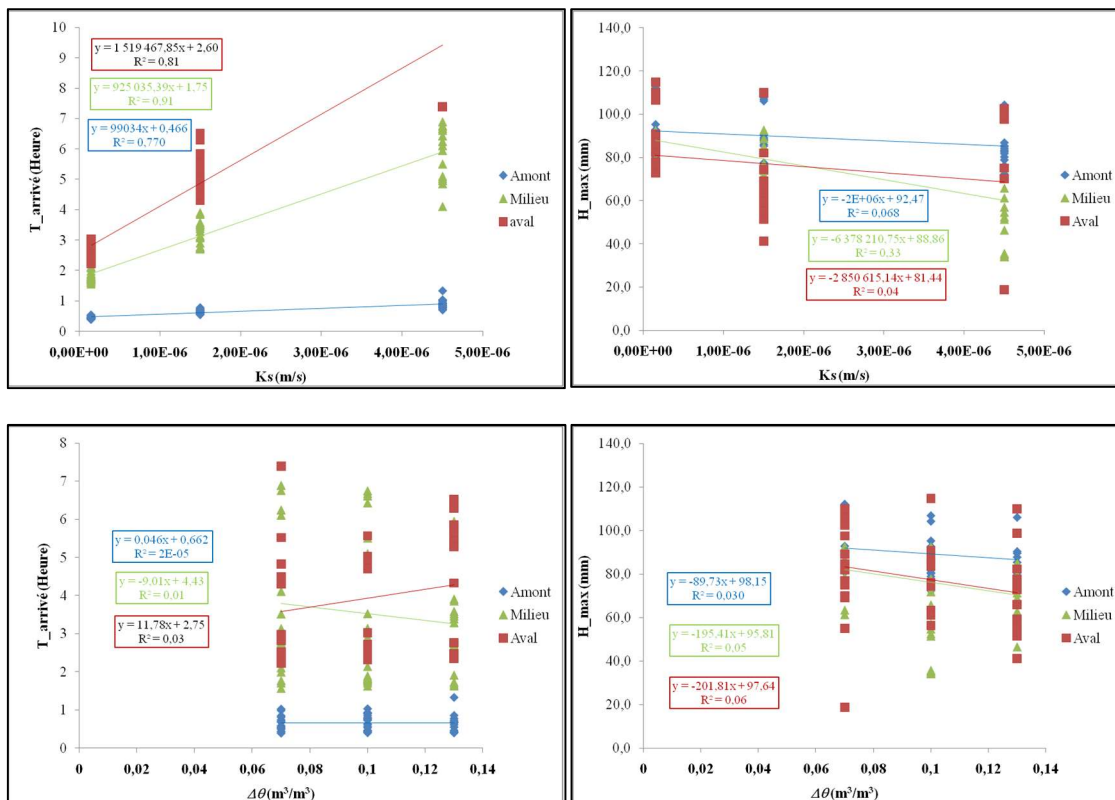 10
9
8
7
6
5
4
3
2
1
0
T_arrivé (Heure)
y = 1 519 467,85x + 2,60
R² = 0,81
y = 925 035,39x + 1,75
R² = 0,91
y = 99034x + 0,466
R² = 0,770
Amont
Milieu
aval
0,00E+00 1,00E-06 2,00E-06 3,00E-06 4,00E-06 5,00E-06
Ks (m/s)
140,0
120,0
100,0
80,0
60,0
40,0
20,0
0,0
H_max (mm)
y = -2E+06x + 92,47
R² = 0,068
y = -6 378 210,75x + 88,86
R² = 0,33
y = -2 850 615,14x + 81,44
R² = 0,04
Amont
Milieu
aval
0,00E+00 1,00E-06 2,00E-06 3,00E-06 4,00E-06 5,00E-06
Ks (m/s)
8
7
6
5
4
3
2
1
0
T_arrivé (Heure)
y = 0,046x + 0,662
R² = 2E-05
y = -9,01x + 4,43
R² = 0,01
y = 11,78x + 2,75
R² = 0,03
Amont
Milieu
Aval
0 0,02 0,04 0,06 0,08 0,1 0,12 0,14
Δθ (m³/m³)
140,0
120,0
100,0
80,0
60,0
40,0
20,0
0,0
H_max (mm)
y = -89,73x + 98,15
R² = 0,030
y = -195,41x + 95,81
R² = 0,05
y = -201,81x + 97,64
R² = 0,06
Amont
Milieu
Aval
0 0,02 0,04 0,06 0,08 0,1 0,12 0,14
Δθ (m³/m³)